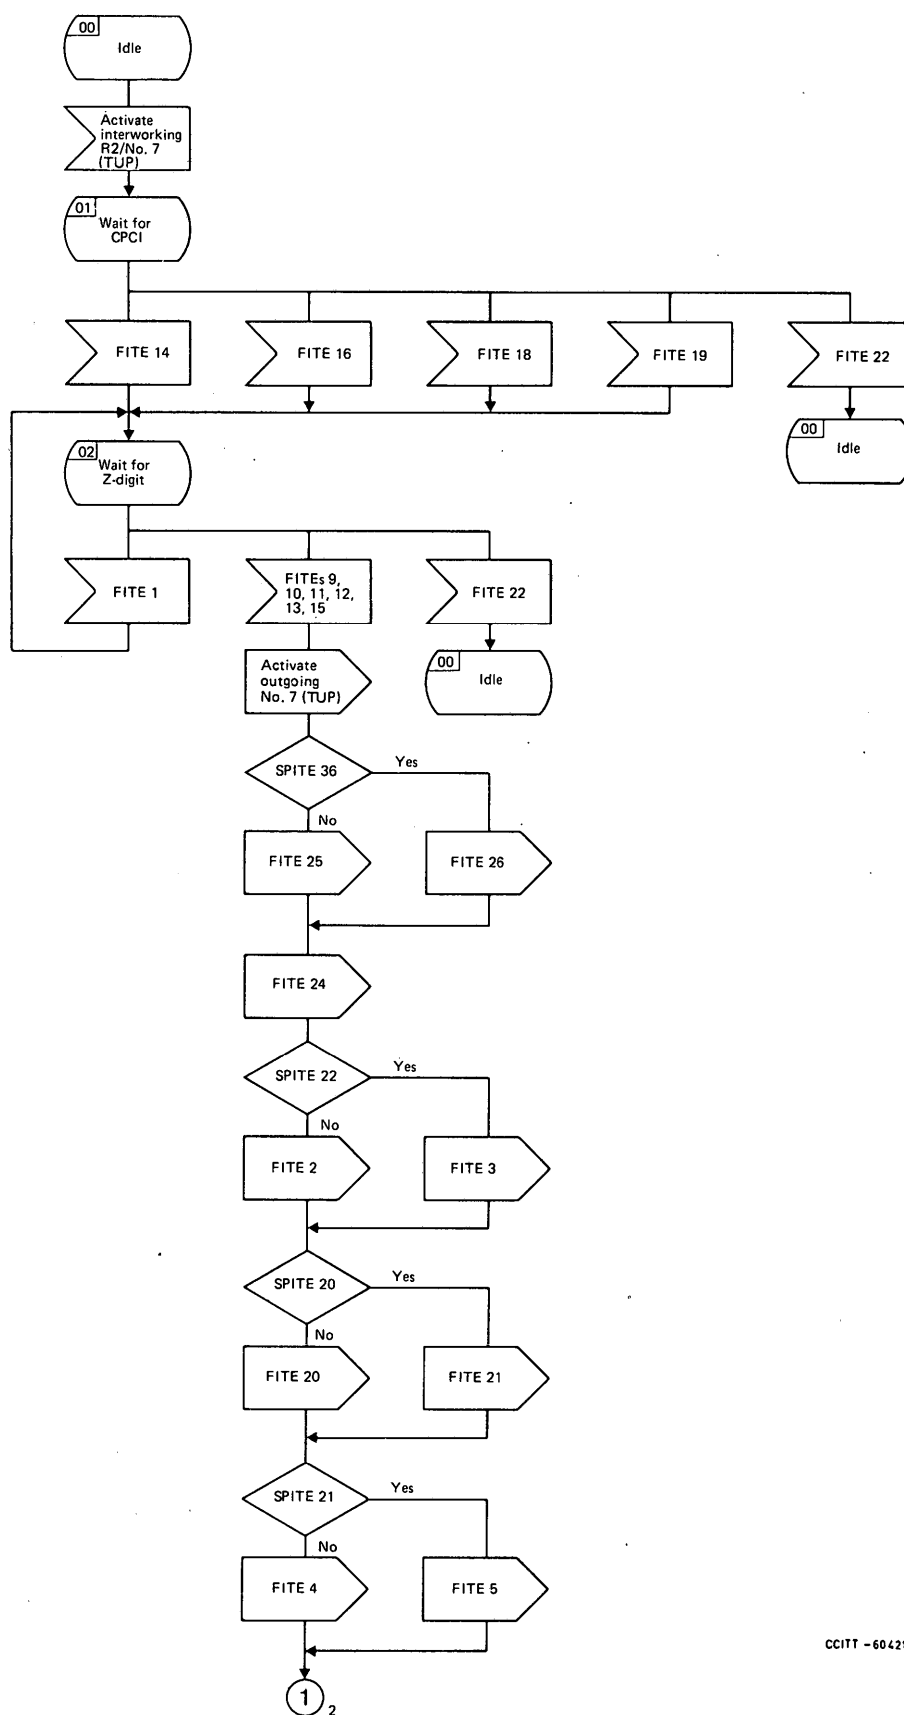 00
Idle
Activate
interworking
R2/No. 7
(TUP)
01
Wait for
CPCI
FITE 14
FITE 16
FITE 18
FITE 19
FITE 22
02
Wait for
Z-digit
00
Idle
FITE 1
FITEs 9,
10, 11, 12,
13, 15
FITE 22
Activate
outgoing
No. 7 (TUP)
00
Idle
SPITE 36
Yes
No
FITE 25
FITE 26
FITE 24
SPITE 22
Yes
No
FITE 2
FITE 3
SPITE 20
Yes
No
FITE 20
FITE 21
SPITE 21
Yes
No
FITE 4
FITE 5
1
2